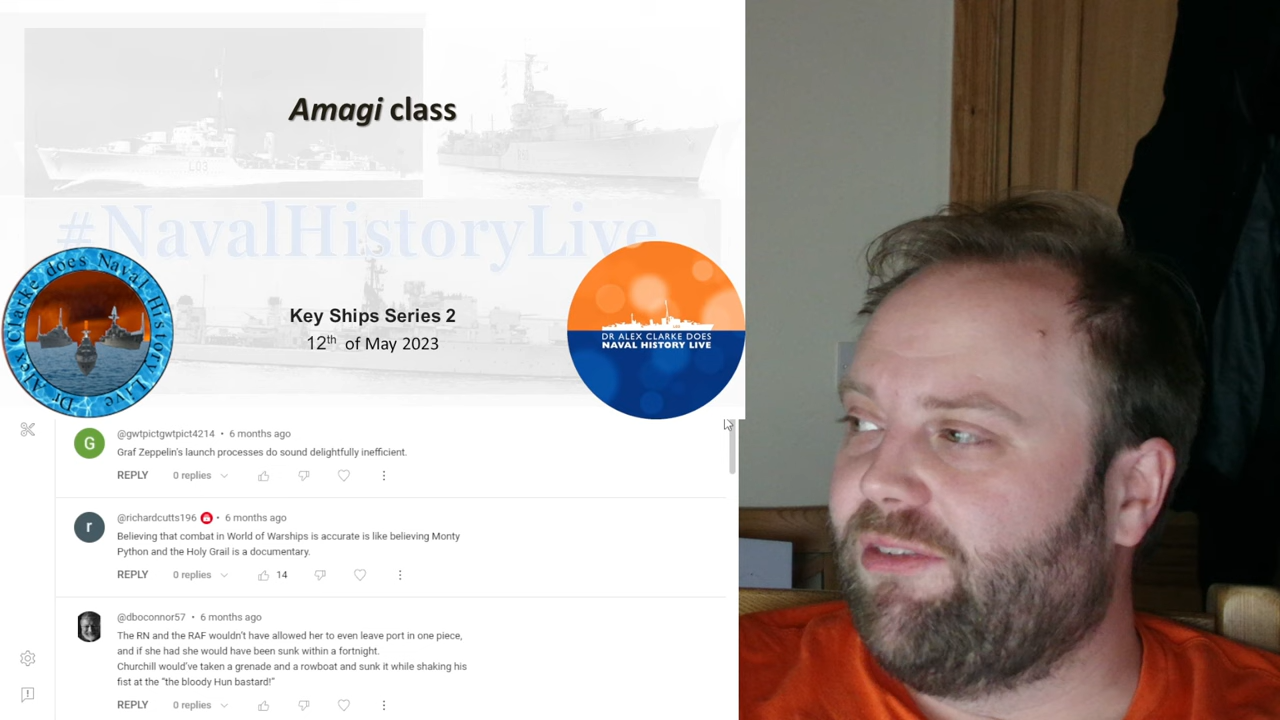 Amagi class
#NavalHistoryLive
Key Ships Series 2
12th of May 2023
Dr Alex Clarke does Naval History Live
L03
DR ALEX CLARKE DOES
NAVAL HISTORY LIVE
G
@gwtpictgwtpict4214 • 6 months ago
Graf Zeppelin's launch processes do sound delightfully inefficient.
REPLY 0 replies
r
@richardcutts196 • 6 months ago
Believing that combat in World of Warships is accurate is like believing Monty
Python and the Holy Grail is a documentary.
REPLY 0 replies 14
@dboconnor57 • 6 months ago
The RN and the RAF wouldn't have allowed her to even leave port in one piece,
and if she had she would have been sunk within a fortnight.
Churchill would've taken a grenade and a rowboat and sunk it while shaking his
fist at the “the bloody Hun bastard!”
REPLY 0 replies